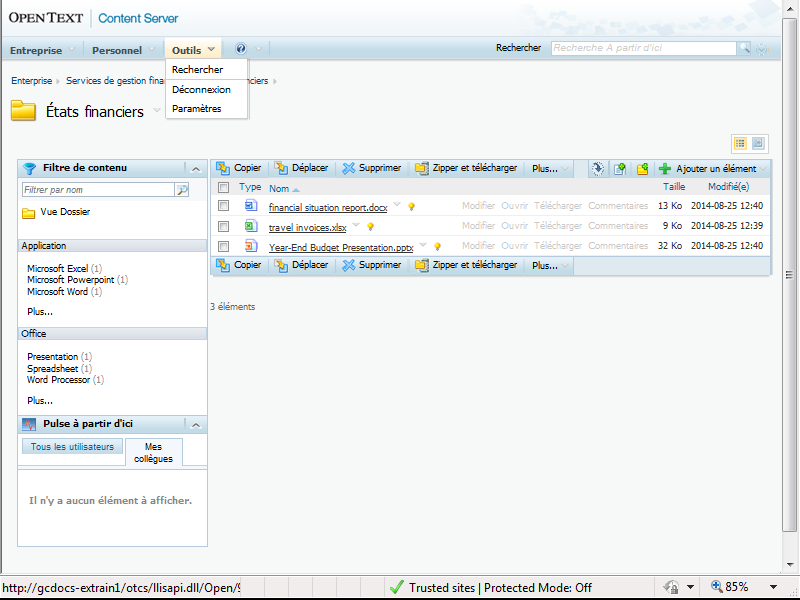 OPEN TEXT | Content Server
Entreprise Personnel Outils Rechercher Recherche A partir d'ici
Rechercher
Déconnexion
Paramètres
Entreprise › Services de gestion finan ciers ›
États financiers
Filtre de contenu
Filtrer par nom
Vue Dossier
Application
Microsoft Excel (1)
Microsoft Powerpoint (1)
Microsoft Word (1)
Plus...
Office
Presentation (1)
Spreadsheet (1)
Word Processor (1)
Plus...
Pulse à partir d'ici
Tous les utilisateurs
Mes
collègues
Il n'y a aucun élément à afficher.
Copier Déplacer Supprimer Zipper et télécharger Plus... Ajouter un élément
Type Nom Taille Modifié(e)
financial situation report.docx Modifier Ouvrir Télécharger Commentaires 13 Ko 2014-08-25 12:40
travel invoices.xlsx Modifier Ouvrir Télécharger Commentaires 9 Ko 2014-08-25 12:39
Year-End Budget Presentation.pptx Modifier Ouvrir Télécharger Commentaires 32 Ko 2014-08-25 12:40
Copier Déplacer Supprimer Zipper et télécharger Plus...
3 éléments
http://gcdocs-extrain1/otcs/llisapi.dll/Open/9 Trusted sites | Protected Mode: Off 85%